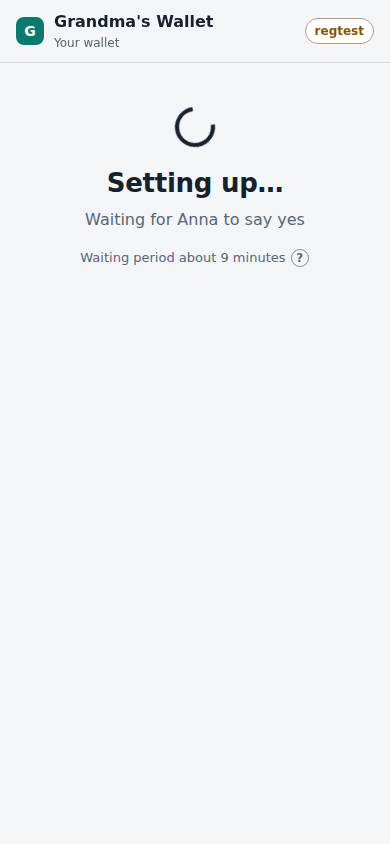 G
Grandma's Wallet
Your wallet
regtest
Setting up…
Waiting for Anna to say yes
Waiting period about 9 minutes ?